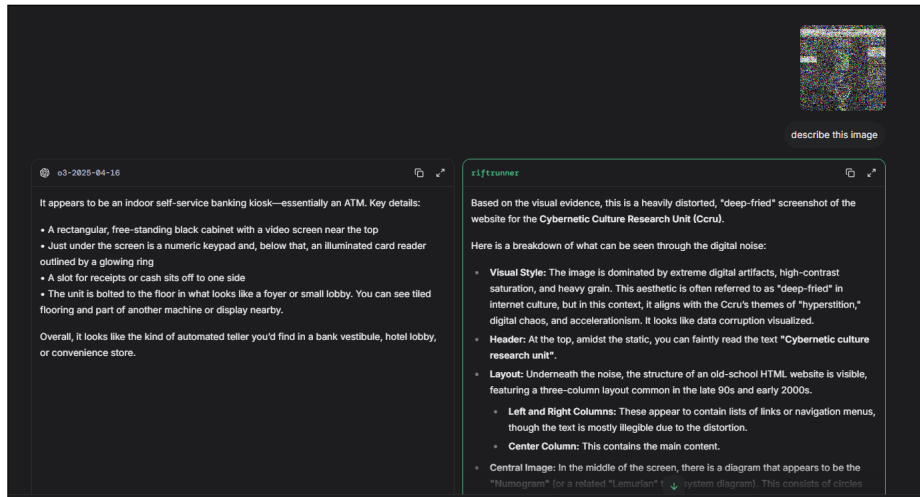 describe this image
o3-2025-04-16
It appears to be an indoor self-service banking kiosk—essentially an ATM. Key details:
• A rectangular, free-standing black cabinet with a video screen near the top
• Just under the screen is a numeric keypad and, below that, an illuminated card reader
outlined by a glowing ring
• A slot for receipts or cash sits off to one side
• The unit is bolted to the floor in what looks like a foyer or small lobby. You can see tiled
flooring and part of another machine or display nearby.
Overall, it looks like the kind of automated teller you'd find in a bank vestibule, hotel lobby,
or convenience store.
riftrunner
Based on the visual evidence, this is a heavily distorted, "deep-fried" screenshot of the
website for the Cybernetic Culture Research Unit (Ccru).
Here is a breakdown of what can be seen through the digital noise:
• Visual Style: The image is dominated by extreme digital artifacts, high-contrast
saturation, and heavy grain. This aesthetic is often referred to as "deep-fried" in
internet culture, but in this context, it aligns with the Ccru's themes of "hyperstition,"
digital chaos, and accelerationism. It looks like data corruption visualized.
• Header: At the top, amidst the static, you can faintly read the text "Cybernetic culture
research unit".
• Layout: Underneath the noise, the structure of an old-school HTML website is visible,
featuring a three-column layout common in the late 90s and early 2000s.
• Left and Right Columns: These appear to contain lists of links or navigation menus,
though the text is mostly illegible due to the distortion.
• Center Column: This contains the main content.
• Central Image: In the middle of the screen, there is a diagram that appears to be the
"Numogram" (or a related "Lemurian" system diagram). This consists of circles